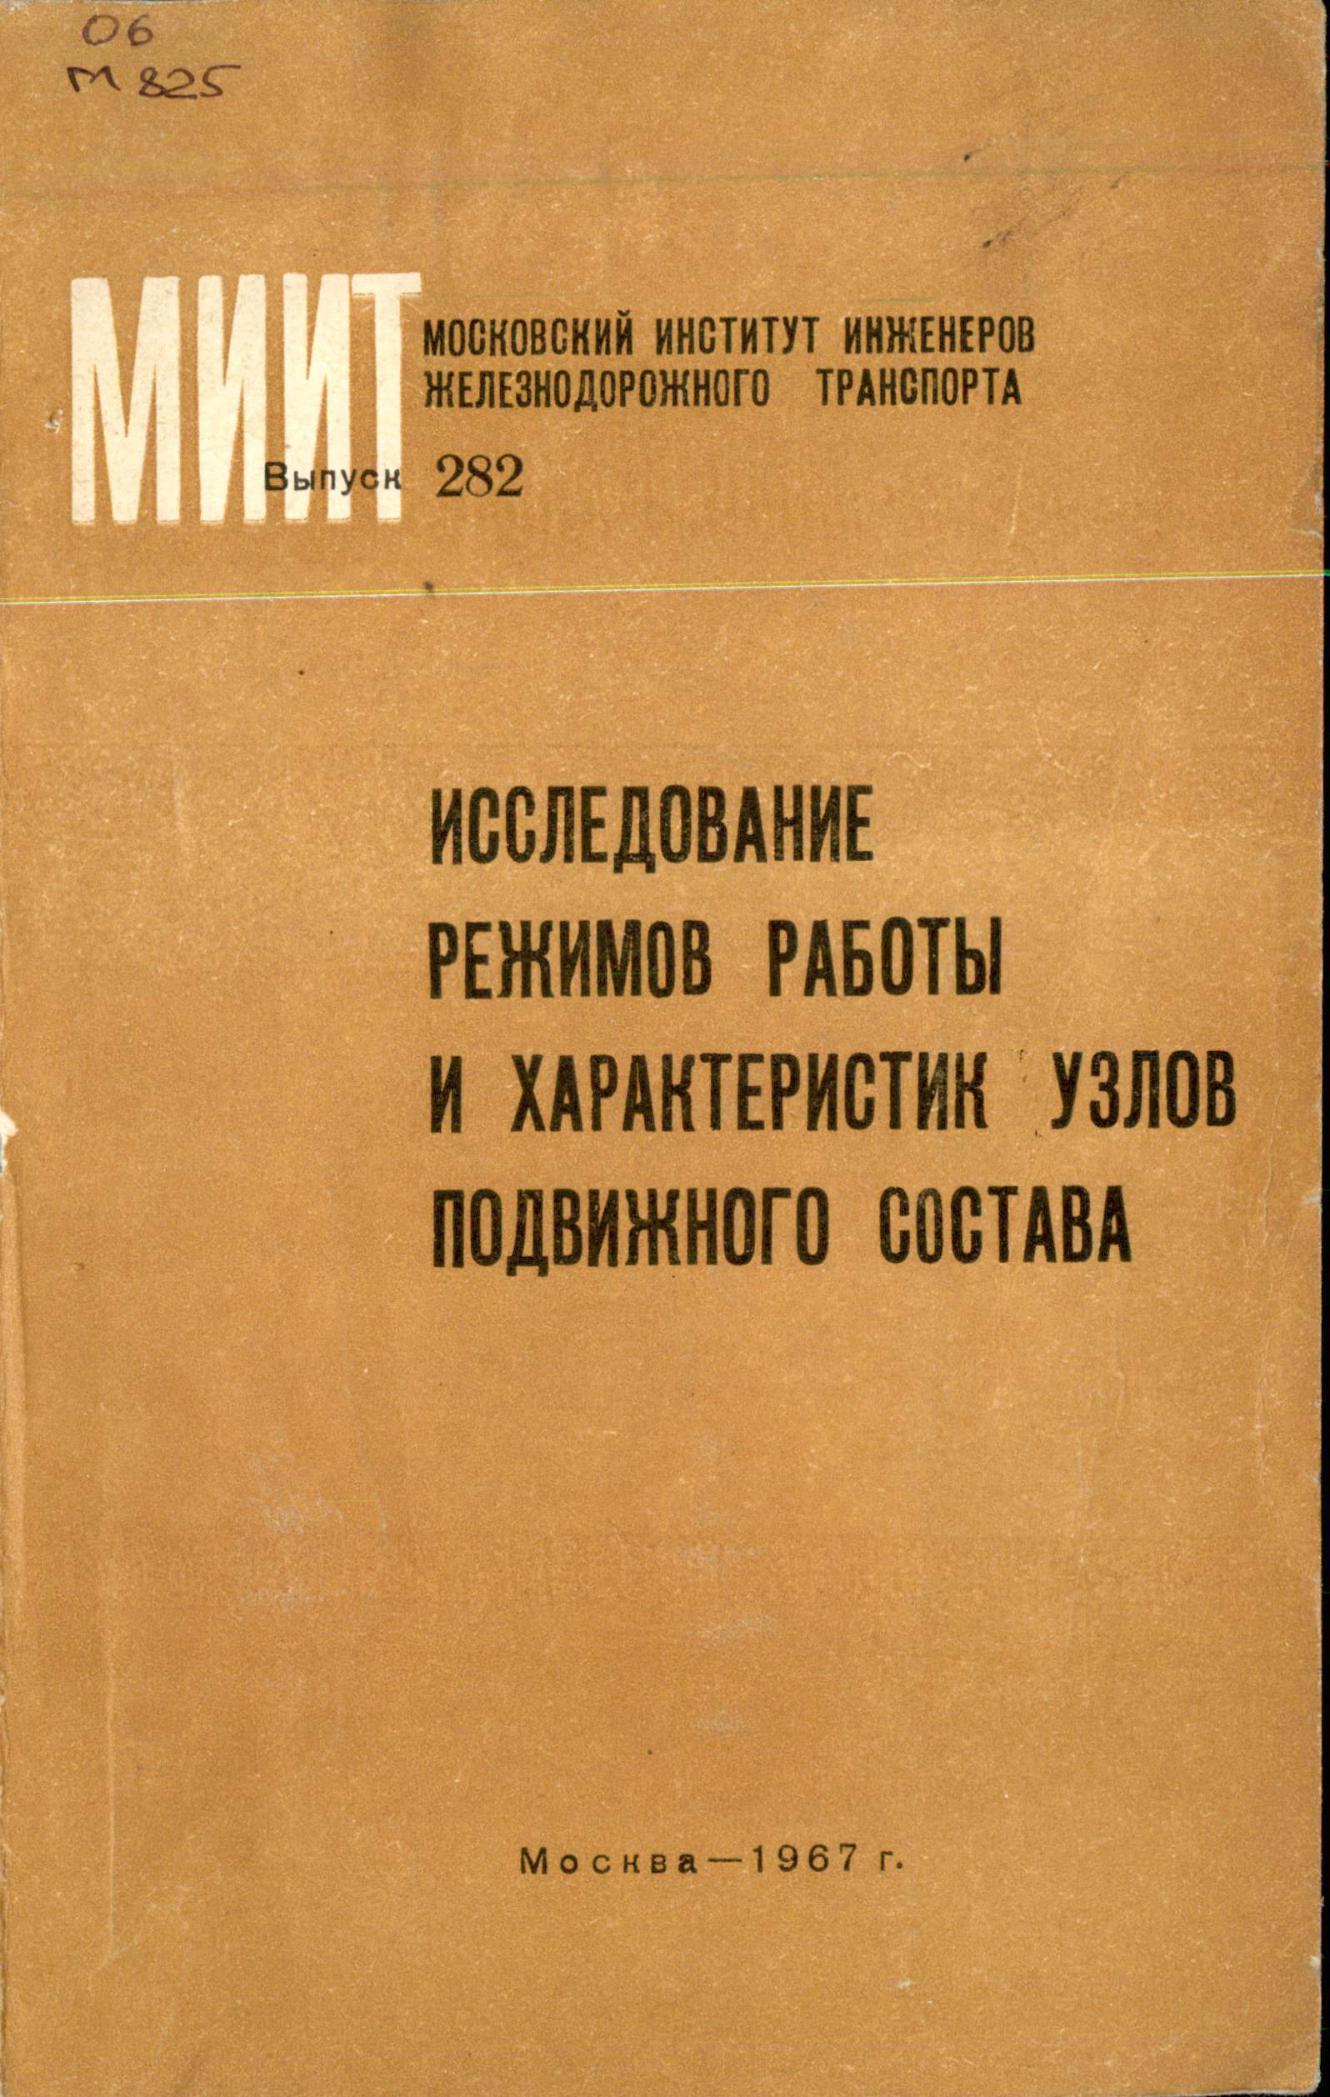 06
М 825
МИИТ
МОСКОВСКИЙ ИНСТИТУТ ИНЖЕНЕРОВ
ЖЕЛЕЗНОДОРОЖНОГО ТРАНСПОРТА
Выпуск 282
ИССЛЕДОВАНИЕ
РЕЖИМОВ РАБОТЫ
И ХАРАКТЕРИСТИК УЗЛОВ
ПОДВИЖНОГО СОСТАВА
Москва—1967 г.